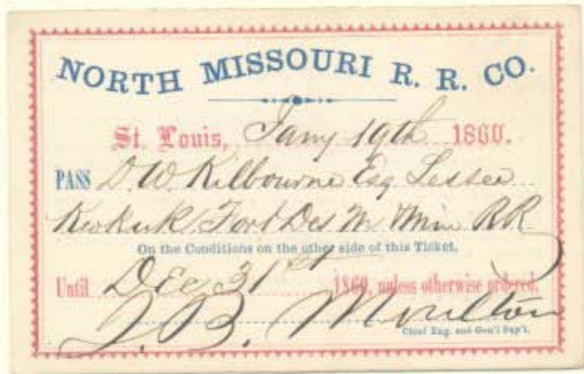 NORTH MISSOURI R. R. CO.
St. Louis, Jany 19th 1860.
PASS D. W. Kilbourne Esq Lessee
Keokuk Fort Des M & Min RR
On the Conditions on the other side of this Ticket,
Until Dec 31st 1860, unless otherwise ordered.
J. B. Moulton
Chief Eng. and Gen'l Sup't.